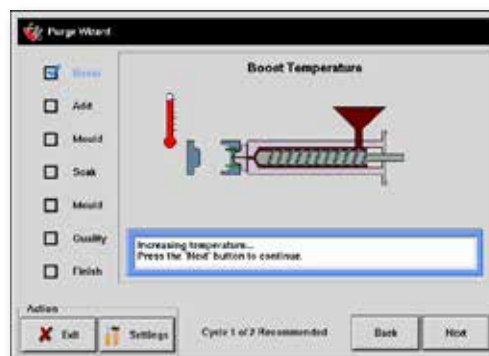 Purge Wizard
Boost
Boost Temperature
Add
Mould
Soak
Mould
Quality
Finish
Increasing temperature...
Press the 'Next' button to continue.
Action
Exit
Settings
Cycle 1 of 2 Recommended
Back
Next